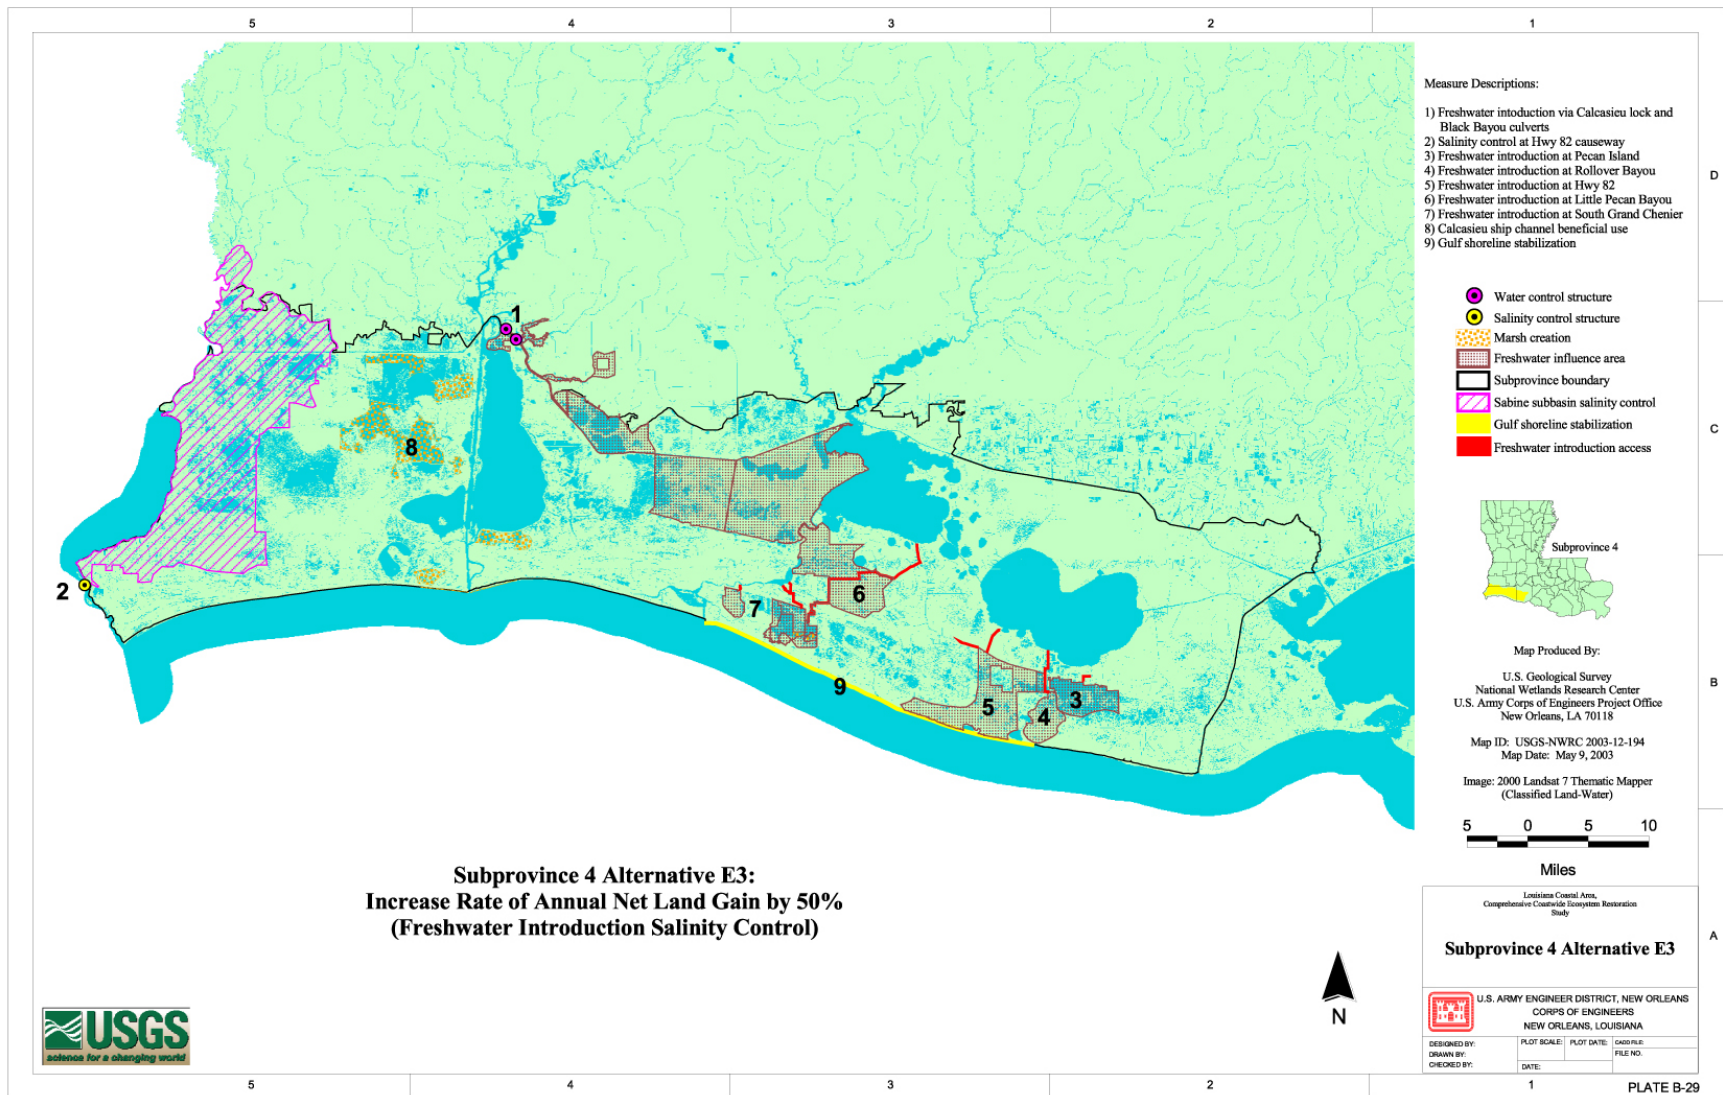 5 4 3 2 1
Measure Descriptions:
1) Freshwater intoduction via Calcasieu lock and
Black Bayou culverts
2) Salinity control at Hwy 82 causeway
3) Freshwater introduction at Pecan Island
4) Freshwater introduction at Rollover Bayou
5) Freshwater introduction at Hwy 82
6) Freshwater introduction at Little Pecan Bayou
7) Freshwater introduction at South Grand Chenier
8) Calcasieu ship channel beneficial use
9) Gulf shoreline stabilization
D
Water control structure
Salinity control structure
Marsh creation
Freshwater influence area
Subprovince boundary
Sabine subbasin salinity control
Gulf shoreline stabilization
Freshwater introduction access
C
1
8
2
7
6
9
5
4
3
Subprovince 4
Map Produced By:
U.S. Geological Survey
National Wetlands Research Center
U.S. Army Corps of Engineers Project Office
New Orleans, LA 70118
B
Map ID: USGS-NWRC 2003-12-194
Map Date: May 9, 2003
Image: 2000 Landsat 7 Thematic Mapper
(Classified Land-Water)
5 0 5 10
Miles
Subprovince 4 Alternative E3:
Increase Rate of Annual Net Land Gain by 50%
(Freshwater Introduction Salinity Control)
Louisiana Coastal Area,
Comprehensive Coastwide Ecosystem Restoration
Study
A
Subprovince 4 Alternative E3
N
USGS
science for a changing world
U.S. ARMY ENGINEER DISTRICT, NEW ORLEANS
CORPS OF ENGINEERS
NEW ORLEANS, LOUISIANA
DESIGNED BY: PLOT SCALE: PLOT DATE: CADD FILE:
DRAWN BY: FILE NO.
CHECKED BY: DATE:
5 4 3 2 1
PLATE B-29